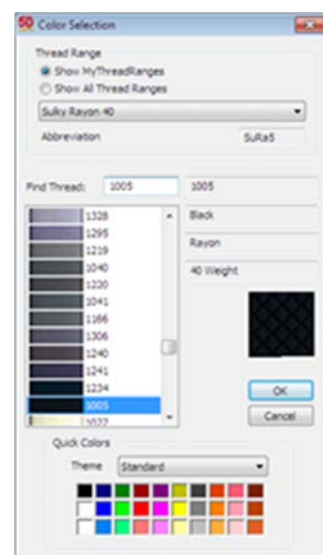 5D Color Selection
Thread Range
Show MyThreadRanges
Show All Thread Ranges
Sulky Rayon 40
Abbreviation SuRa5
Find Thread: 1005 1005
1328 Black
1295
1219 Rayon
1040
1220 40 Weight
1041
1166
1306
1240
1241
1234 OK
1005
1022 Cancel
Quick Colors
Theme Standard